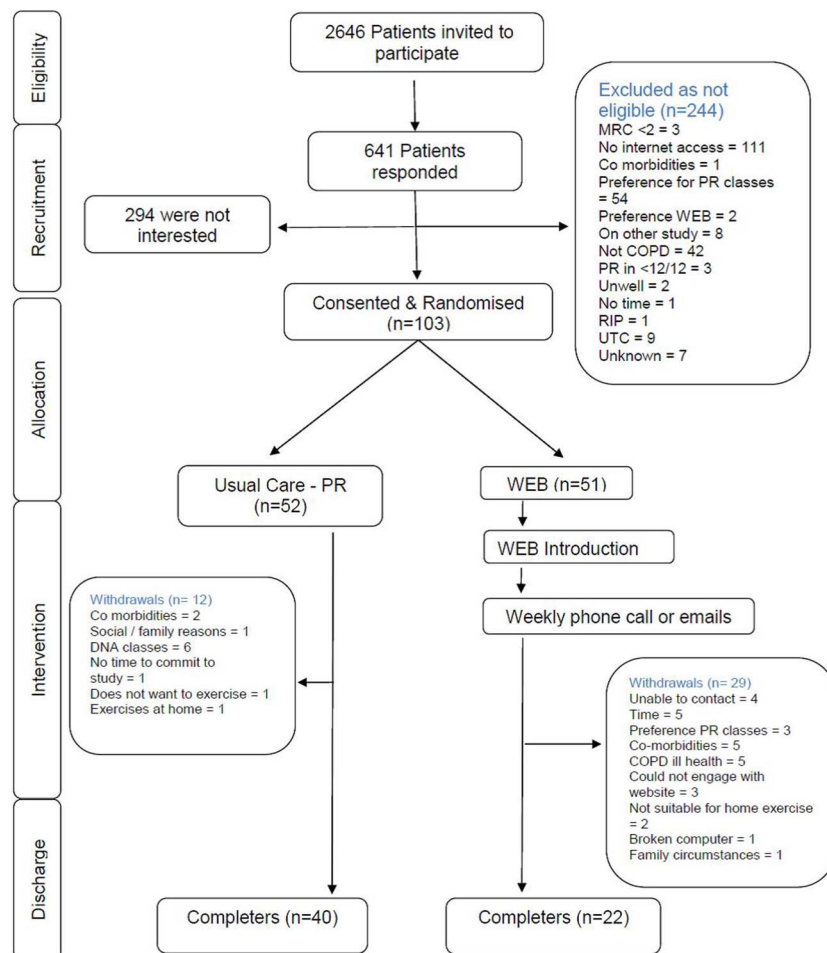 Eligibility
2646 Patients invited to
participate
Excluded as not
eligible (n=244)
MRC <2 = 3
No internet access = 111
Co morbidities = 1
Preference for PR classes
= 54
Preference WEB = 2
On other study = 8
Not COPD = 42
PR in <12/12 = 3
Unwell = 2
No time = 1
RIP = 1
UTC = 9
Unknown = 7
Recruitment
641 Patients
responded
294 were not
interested
Consented & Randomised
(n=103)
Allocation
Usual Care - PR
(n=52)
WEB (n=51)
Intervention
WEB Introduction
Weekly phone call or emails
Withdrawals (n= 12)
Co morbidities = 2
Social / family reasons = 1
DNA classes = 6
No time to commit to
study = 1
Does not want to exercise = 1
Exercises at home = 1
Withdrawals (n= 29)
Unable to contact = 4
Time = 5
Preference PR classes = 3
Co-morbidities = 5
COPD ill health = 5
Could not engage with
website = 3
Not suitable for home exercise
= 2
Broken computer = 1
Family circumstances = 1
Discharge
Completers (n=40)
Completers (n=22)